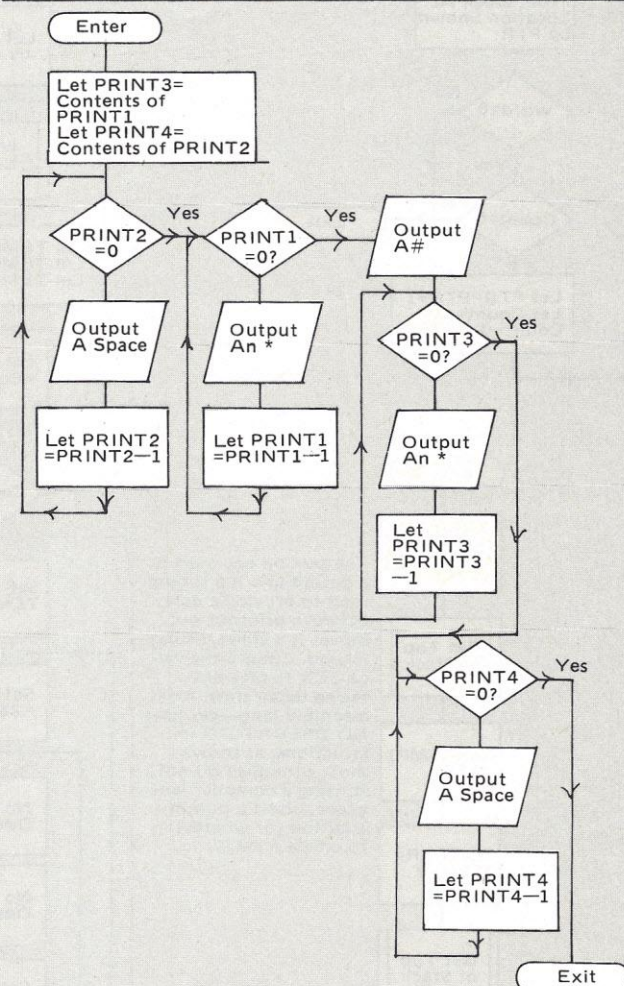 Enter
Let PRINT3=
Contents of
PRINT1
Let PRINT4=
Contents of PRINT2
PRINT2
=0
Yes
PRINT1
=0?
Yes
Output
A#
Output
A Space
Output
An *
Let PRINT2
=PRINT2—1
Let PRINT1
=PRINT1—1
PRINT3
=0?
Yes
Output
An *
Let
PRINT3
=PRINT3
—1
PRINT4
=0?
Yes
Output
A Space
Let PRINT4
=PRINT4—1
Exit